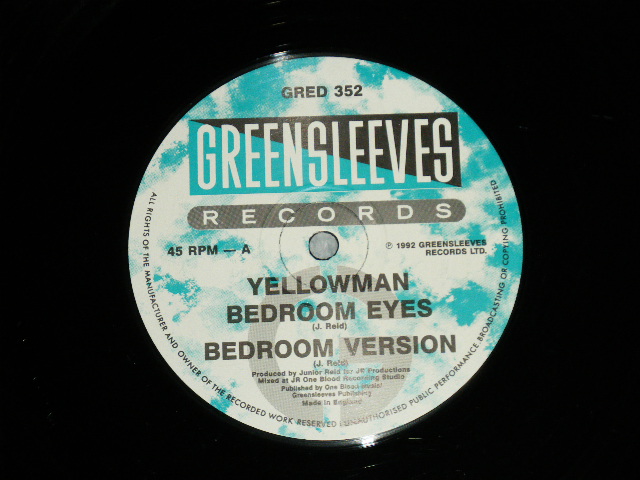 GRED 352
GREENSLEEVES
RECORDS
45 RPM — A
℗ 1992 GREENSLEEVES
RECORDS LTD.
YELLOWMAN
BEDROOM EYES
(J. Reid)
BEDROOM VERSION
(J. Reid)
Produced by Junior Reid for JR Productions
Mixed at JR One Blood Recording Studio
Published by One Blood Music/
Greensleeves Publishing
Made in England
ALL RIGHTS OF THE MANUFACTURER AND OWNER OF THE RECORDED WORK RESERVED. UNAUTHORISED PUBLIC PERFORMANCE, BROADCASTING OR COPYING PROHIBITED